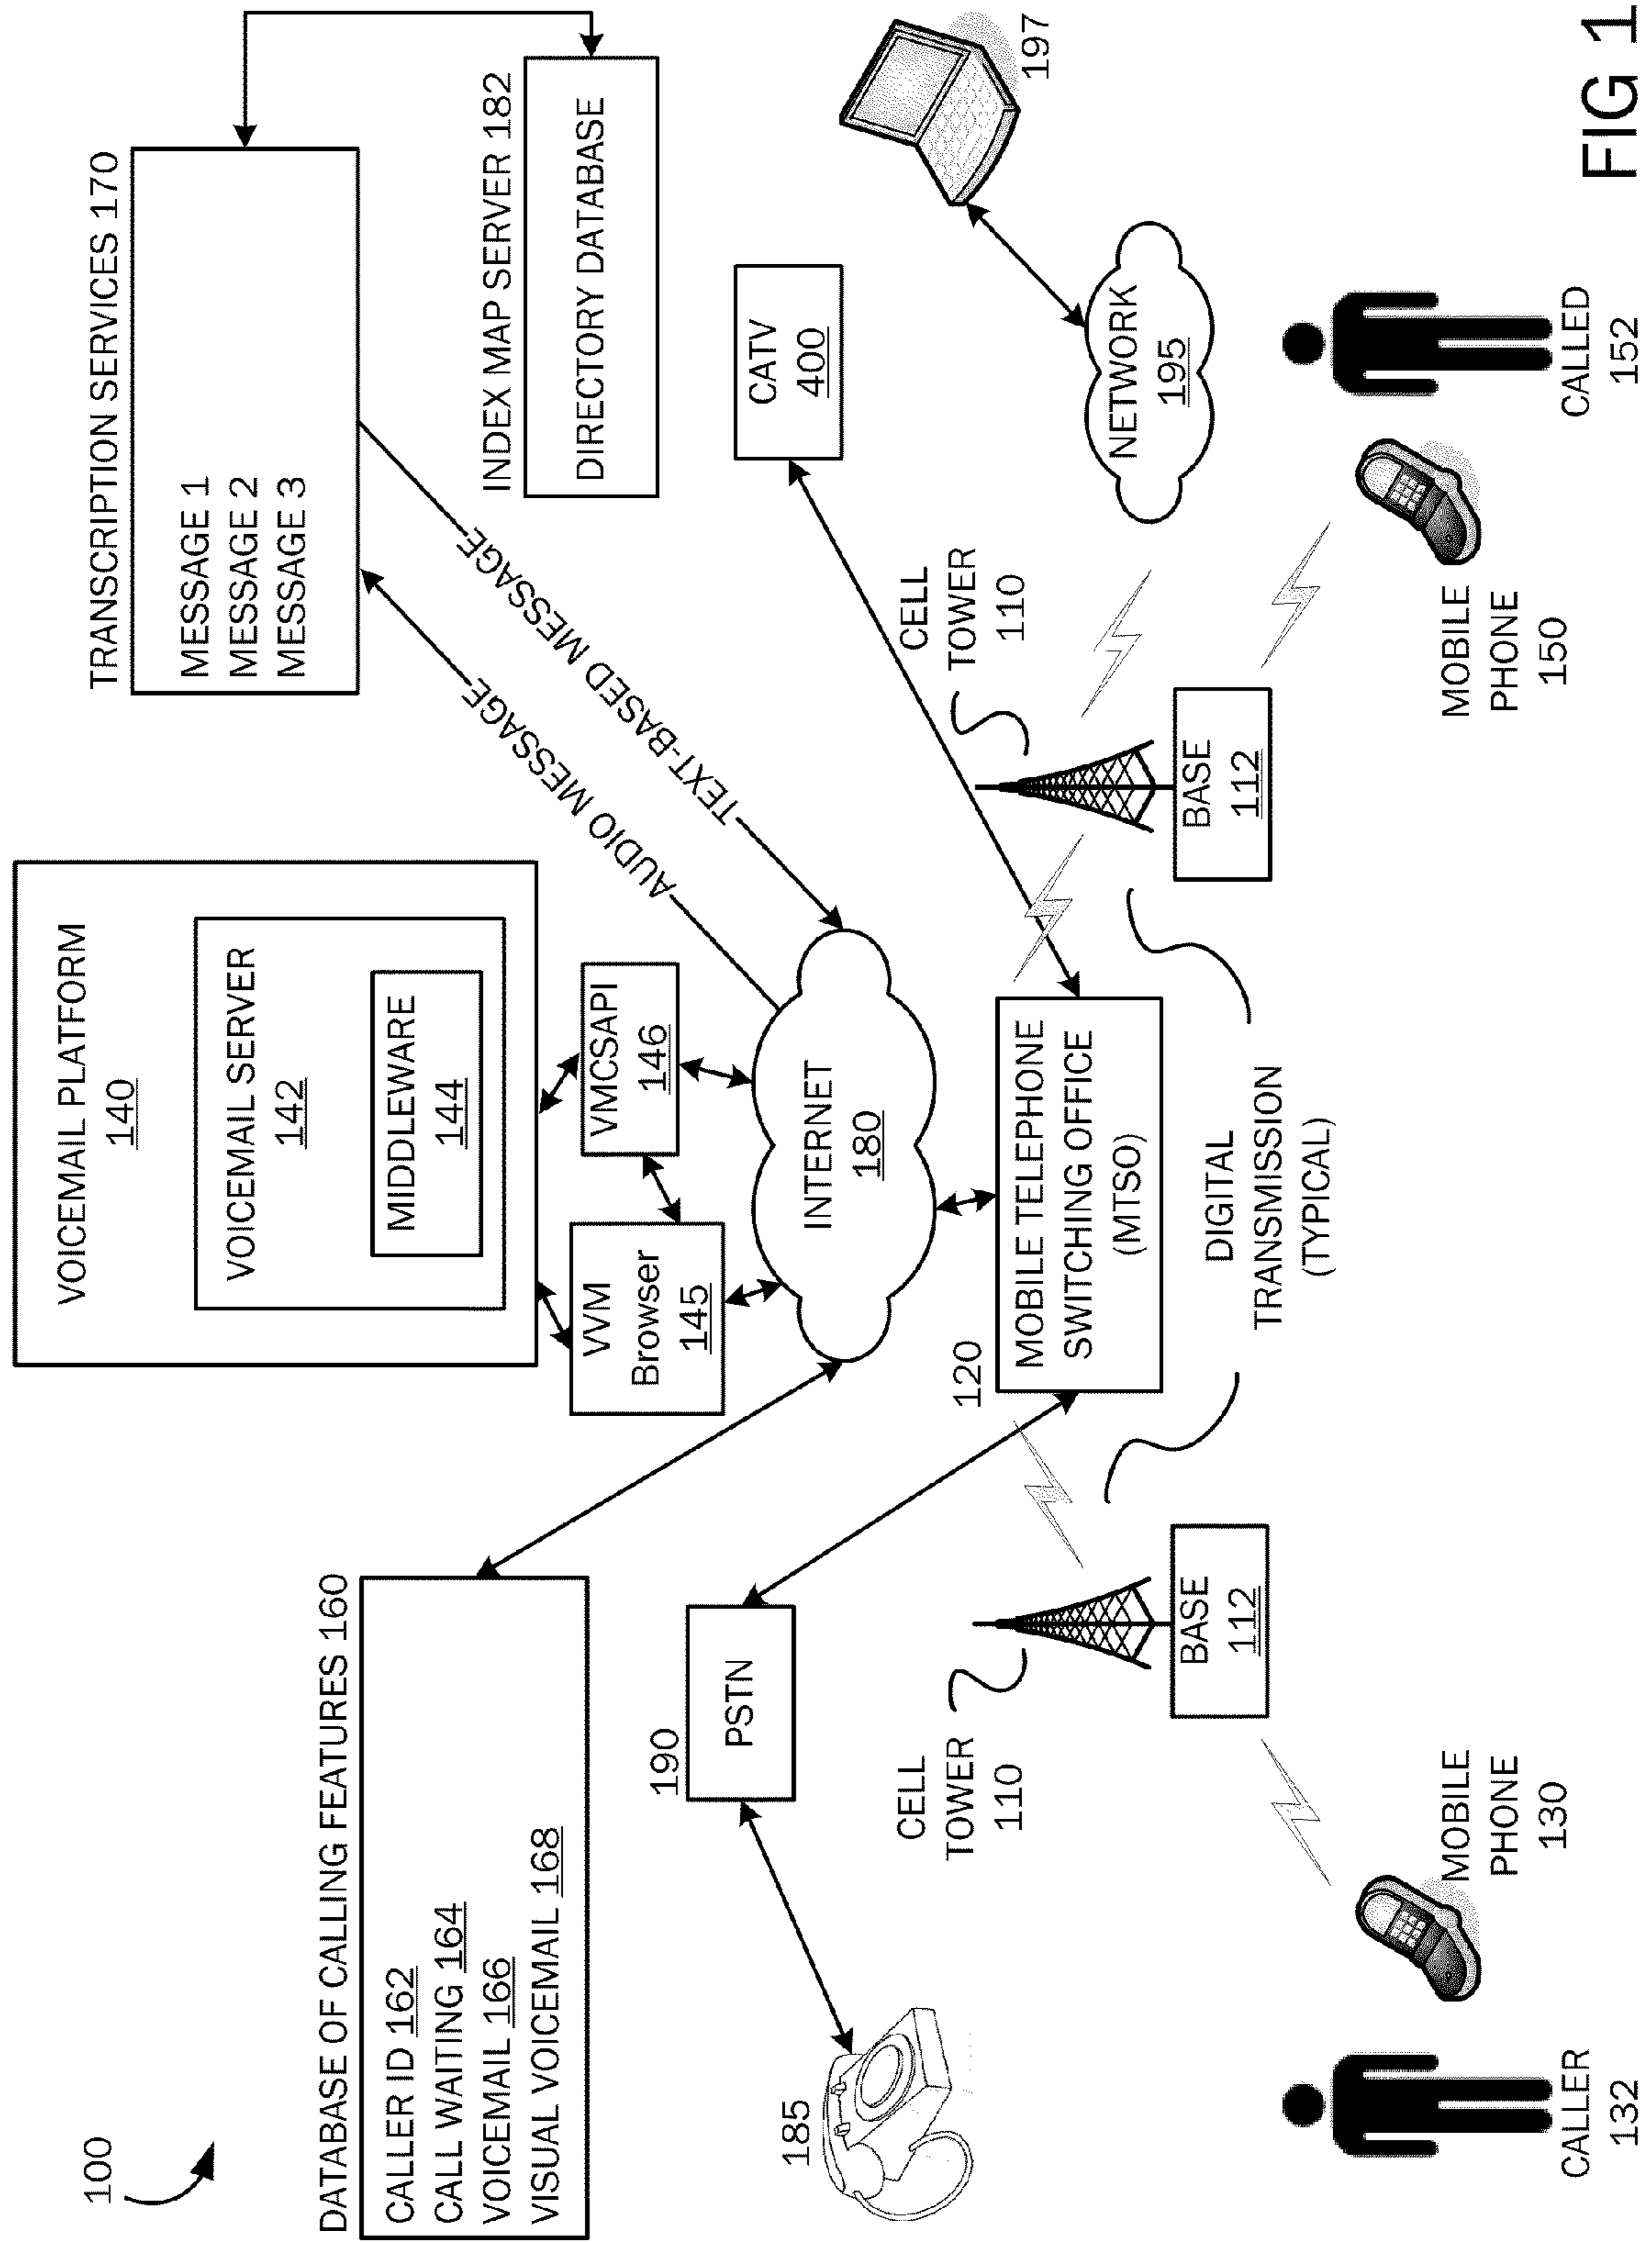 100
VOICEMAIL PLATFORM
140
VOICEMAIL SERVER
142
MIDDLEWARE
144
TRANSCRIPTION SERVICES 170
MESSAGE 1
MESSAGE 2
MESSAGE 3
DATABASE OF CALLING FEATURES 160
CALLER ID 162
CALL WAITING 164
VOICEMAIL 166
VISUAL VOICEMAIL 168
VVM
Browser
145
VMCSAPI
146
AUDIO MESSAGE
TEXT-BASED MESSAGE
INDEX MAP SERVER 182
DIRECTORY DATABASE
INTERNET
180
190
PSTN
185
CATV
400
197
120
MOBILE TELEPHONE
SWITCHING OFFICE
(MTSO)
CELL
TOWER
110
CELL
TOWER
110
NETWORK
195
BASE
112
BASE
112
DIGITAL
TRANSMISSION
(TYPICAL)
MOBILE
PHONE
130
MOBILE
PHONE
150
CALLER
132
CALLED
152
FIG 1